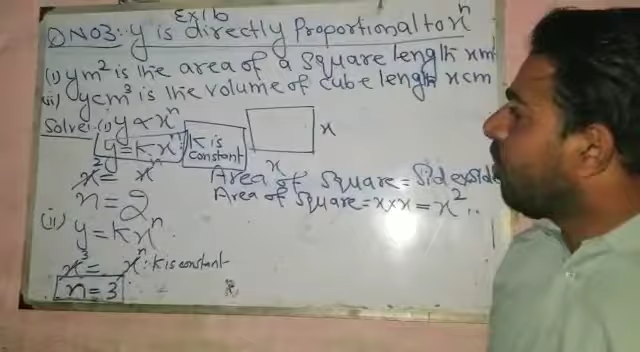 Ex 1b
Q NO3:- y is directly Proportional to xⁿ
(i) y m² is the area of a square length x m
(ii) y cm³ is the volume of cube length x cm
Solve:- (i) y ∝ xⁿ
y = K xⁿ ∵ K is constant
x
x² = xⁿ
x
n = 2
Area of Square = Side x side
Area of Square = x × x = x² ..
(ii) y = K xⁿ
x³ = xⁿ ∵ K is constant
n = 3